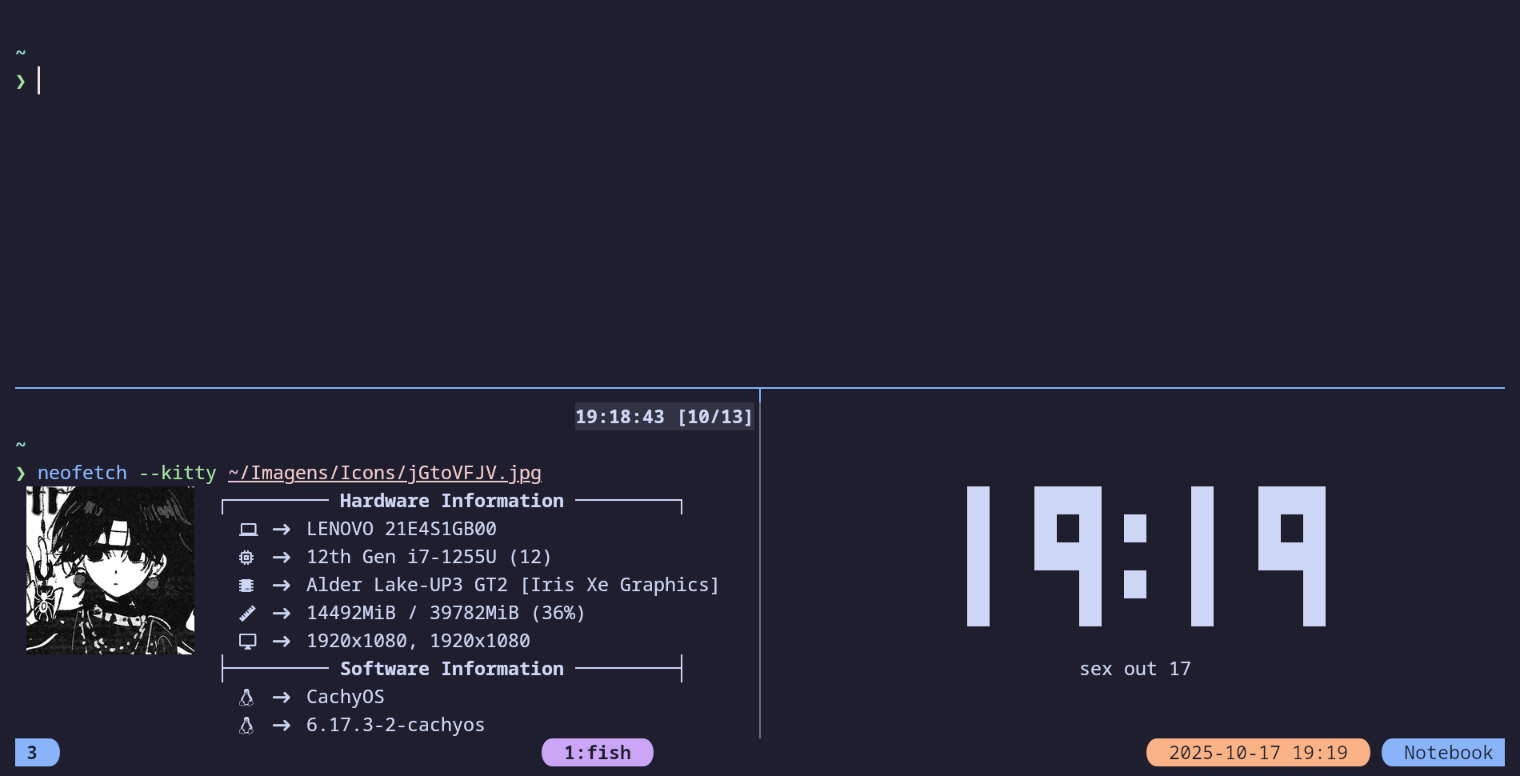 ~
❯
19:18:43 [10/13]
~
❯ neofetch --kitty ~/Imagens/Icons/jGtoVFJV.jpg
Hardware Information
→ LENOVO 21E4S1GB00
→ 12th Gen i7-1255U (12)
→ Alder Lake-UP3 GT2 [Iris Xe Graphics]
→ 14492MiB / 39782MiB (36%)
→ 1920x1080, 1920x1080
Software Information
→ CachyOS
→ 6.17.3-2-cachyos
19:19
sex out 17
3
1:fish
2025-10-17 19:19
Notebook